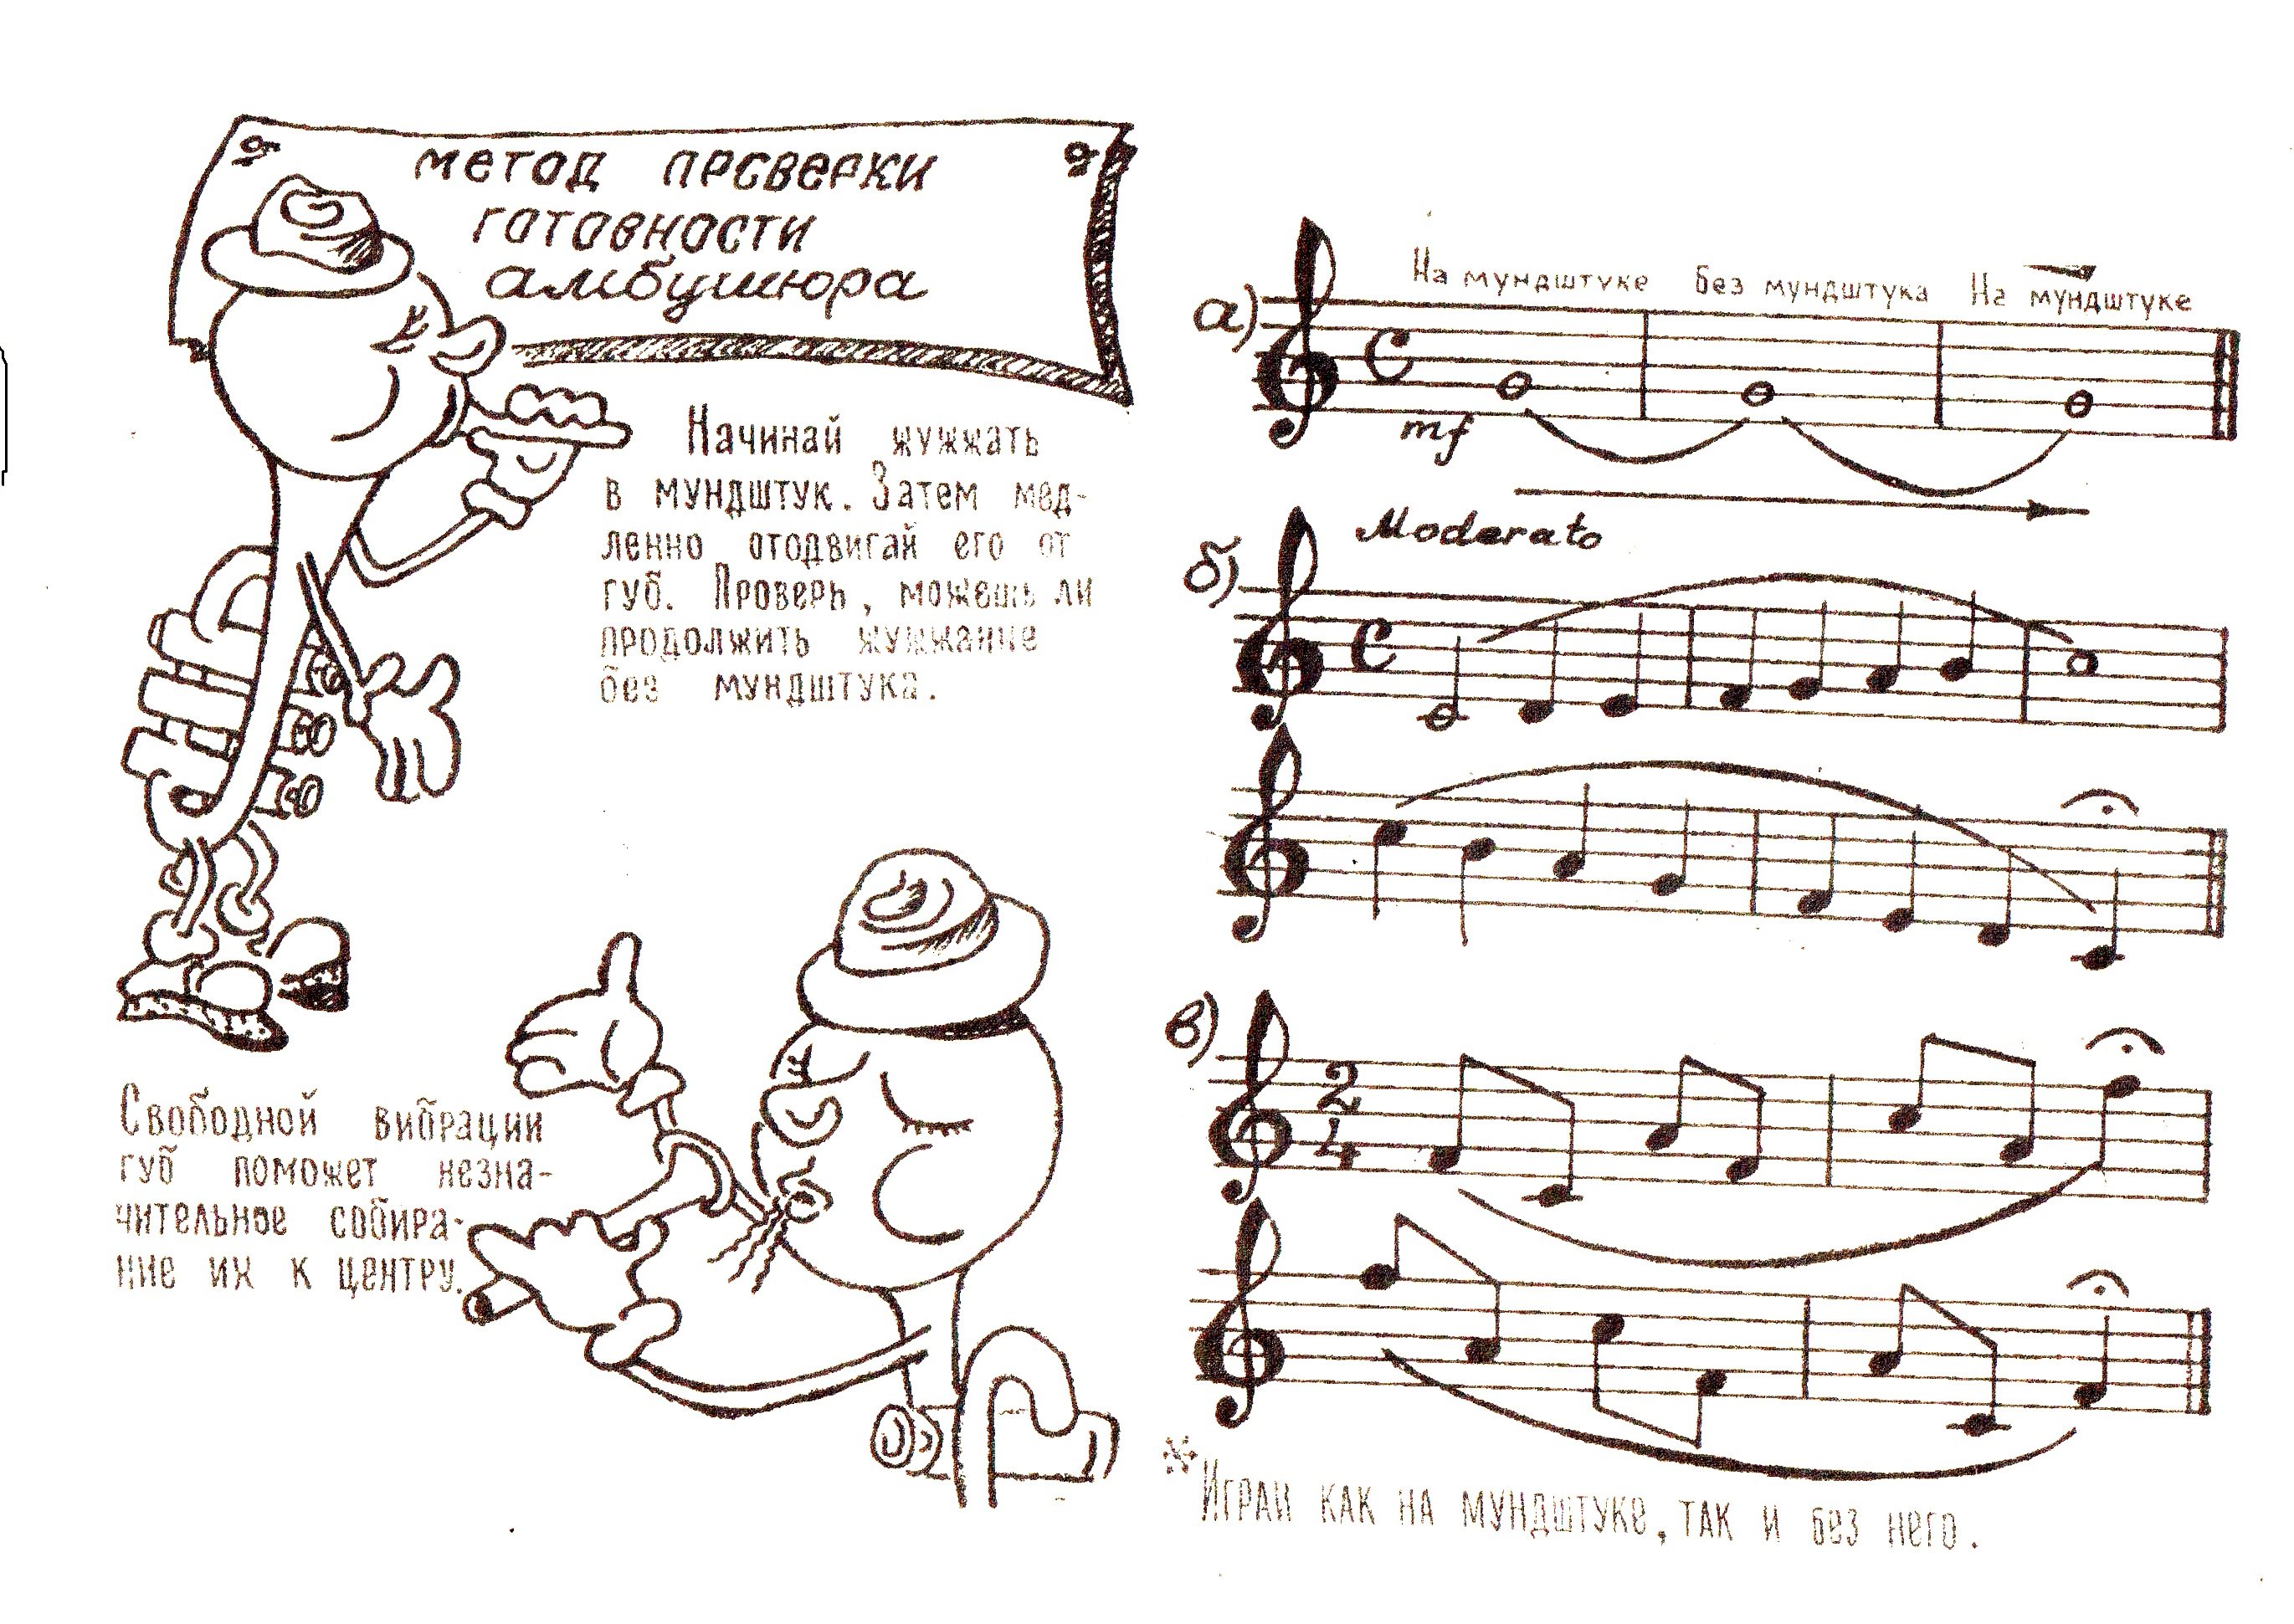 метод проверки
готовности
амбушюра
Начинай жужжать
в мундштук. Затем мед-
ленно отодвигай его от
губ. Проверь, можешь ли
продолжить жужжание
без мундштука.
Свободной вибрации
губ поможет незна-
чительное собира-
ние их к центру.
На мундштуке без мундштука На мундштуке
а)
C
mf
Moderato
б)
C
в)
2
4
* Играй как на мундштуке, так и без него.